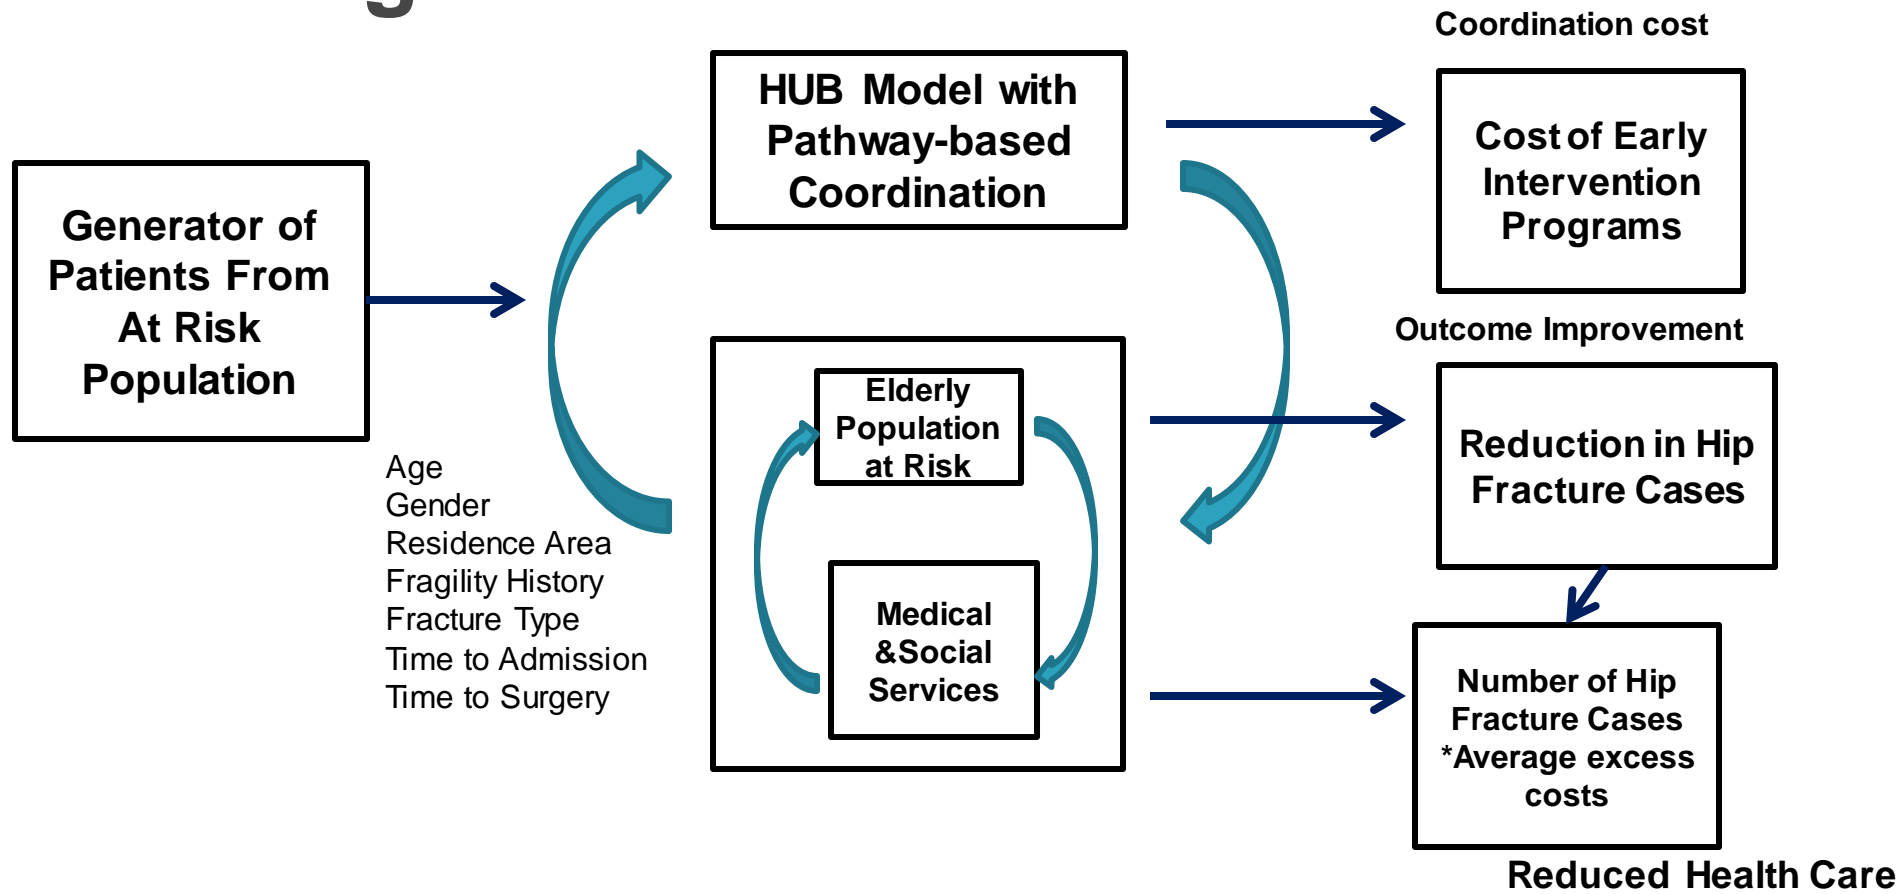 Coordination cost
HUB Model with
Pathway-based
Coordination
Cost of Early
Intervention
Programs
Generator of
Patients From
At Risk
Population
Outcome Improvement
Elderly
Population
at Risk
Reduction in Hip
Fracture Cases
Age
Gender
Residence Area
Fragility History
Fracture Type
Time to Admission
Time to Surgery
Medical
&Social
Services
Number of Hip
Fracture Cases
*Average excess
costs
Reduced Health Care